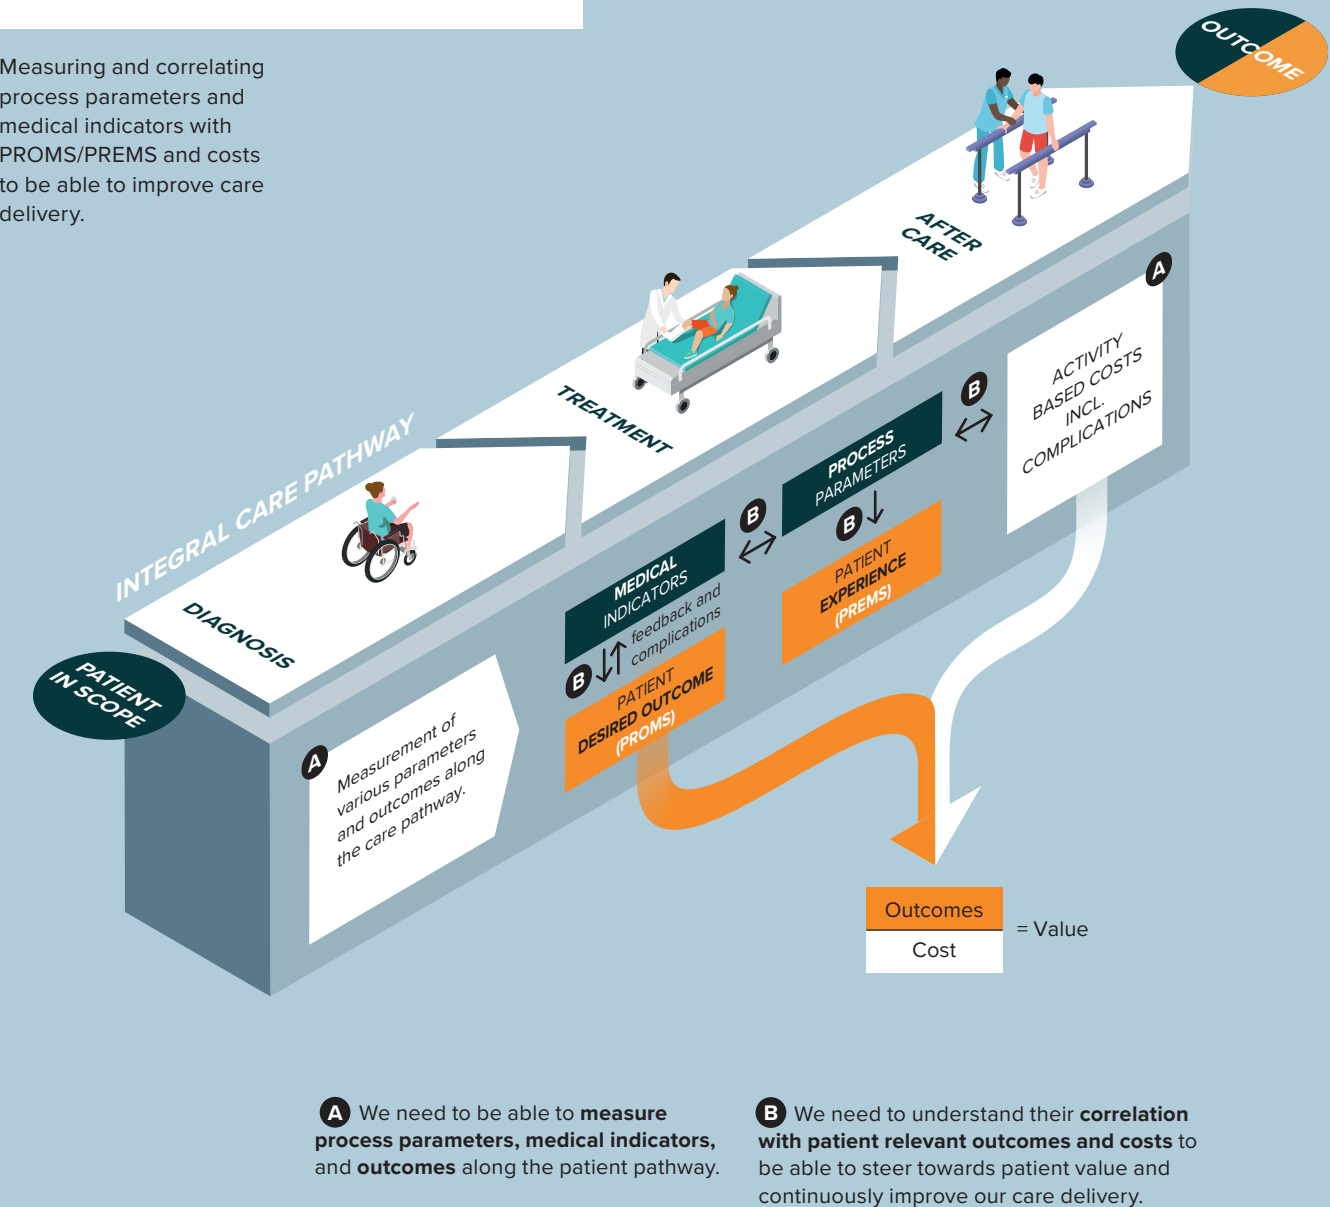 Measuring and correlating
process parameters and
medical indicators with
PROMS/PREMS and costs
to be able to improve care
delivery.
OUTCOME
AFTER
CARE
TREATMENT
INTEGRAL CARE PATHWAY
DIAGNOSIS
PATIENT
IN SCOPE
A
Measurement of
various parameters
and outcomes along
the care pathway.
MEDICAL
INDICATORS
B
feedback and
complications
PATIENT
DESIRED OUTCOME
(PROMS)
B
PROCESS
PARAMETERS
B
PATIENT
EXPERIENCE
(PREMS)
B
A
ACTIVITY
BASED COSTS
INCL.
COMPLICATIONS
Outcomes
Cost
= Value
A We need to be able to measure
process parameters, medical indicators,
and outcomes along the patient pathway.
B We need to understand their correlation
with patient relevant outcomes and costs to
be able to steer towards patient value and
continuously improve our care delivery.